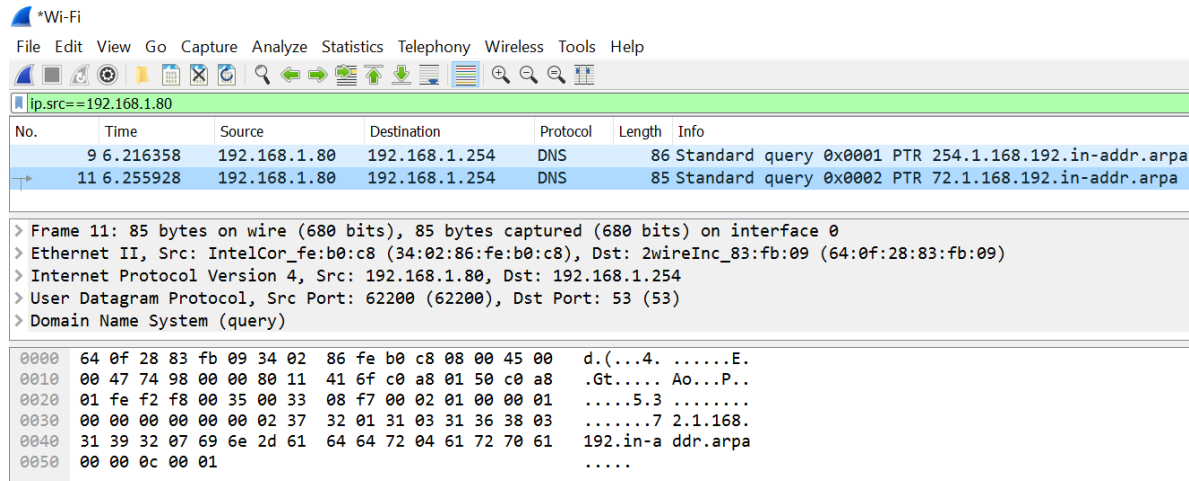 *Wi-Fi
File Edit View Go Capture Analyze Statistics Telephony Wireless Tools Help
ip.src==192.168.1.80
No. Time Source Destination Protocol Length Info
9 6.216358 192.168.1.80 192.168.1.254 DNS 86 Standard query 0x0001 PTR 254.1.168.192.in-addr.arpa
11 6.255928 192.168.1.80 192.168.1.254 DNS 85 Standard query 0x0002 PTR 72.1.168.192.in-addr.arpa
> Frame 11: 85 bytes on wire (680 bits), 85 bytes captured (680 bits) on interface 0
> Ethernet II, Src: IntelCor_fe:b0:c8 (34:02:86:fe:b0:c8), Dst: 2wireInc_83:fb:09 (64:0f:28:83:fb:09)
> Internet Protocol Version 4, Src: 192.168.1.80, Dst: 192.168.1.254
> User Datagram Protocol, Src Port: 62200 (62200), Dst Port: 53 (53)
> Domain Name System (query)
0000 64 0f 28 83 fb 09 34 02 86 fe b0 c8 08 00 45 00 d.(...4. ......E.
0010 00 47 74 98 00 00 80 11 41 6f c0 a8 01 50 c0 a8 .Gt..... Ao...P..
0020 01 fe f2 f8 00 35 00 33 08 f7 00 02 01 00 00 01 .....5.3 ........
0030 00 00 00 00 00 00 02 37 32 01 31 03 31 36 38 03 .......7 2.1.168.
0040 31 39 32 07 69 6e 2d 61 64 64 72 04 61 72 70 61 192.in-a ddr.arpa
0050 00 00 0c 00 01 .....